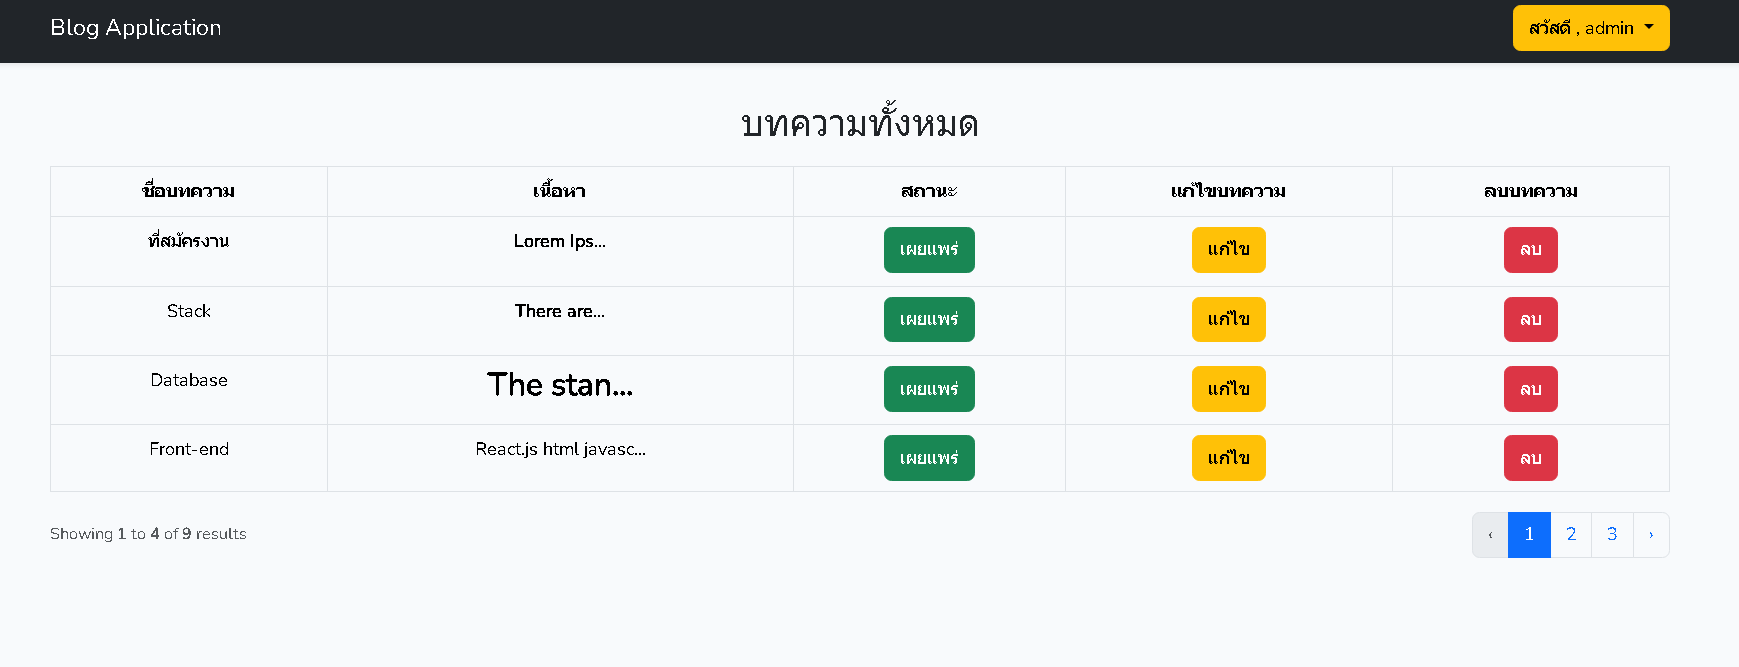 Blog Application
สวัสดี , admin
บทความทั้งหมด
ชื่อบทความ เนื้อหา สถานะ แก้ไขบทความ ลบบทความ
ที่สมัครงาน Lorem Ips... เผยแพร่ แก้ไข ลบ
Stack There are... เผยแพร่ แก้ไข ลบ
Database The stan... เผยแพร่ แก้ไข ลบ
Front-end React.js html javasc... เผยแพร่ แก้ไข ลบ
Showing 1 to 4 of 9 results ‹ 1 2 3 ›